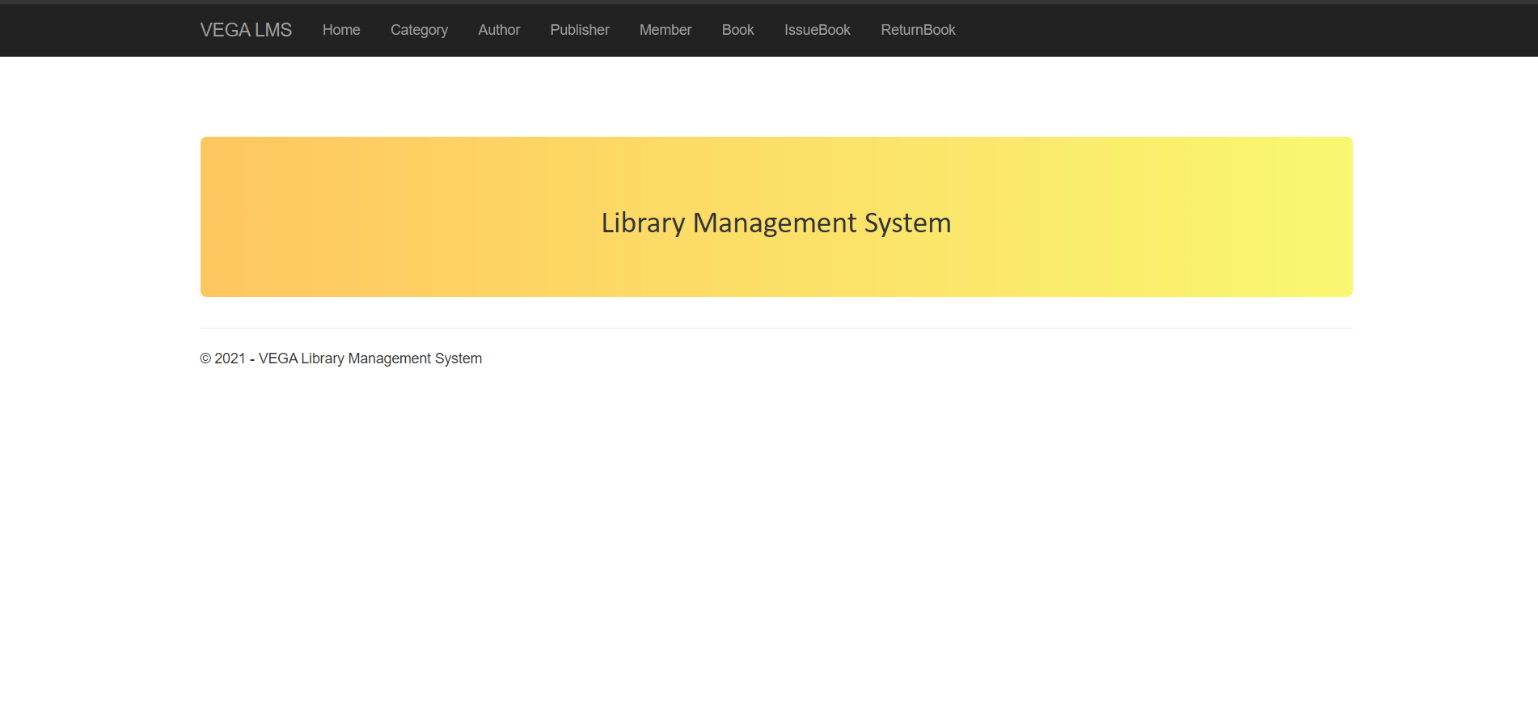 VEGA LMS Home Category Author Publisher Member Book IssueBook ReturnBook
Library Management System
© 2021 - VEGA Library Management System